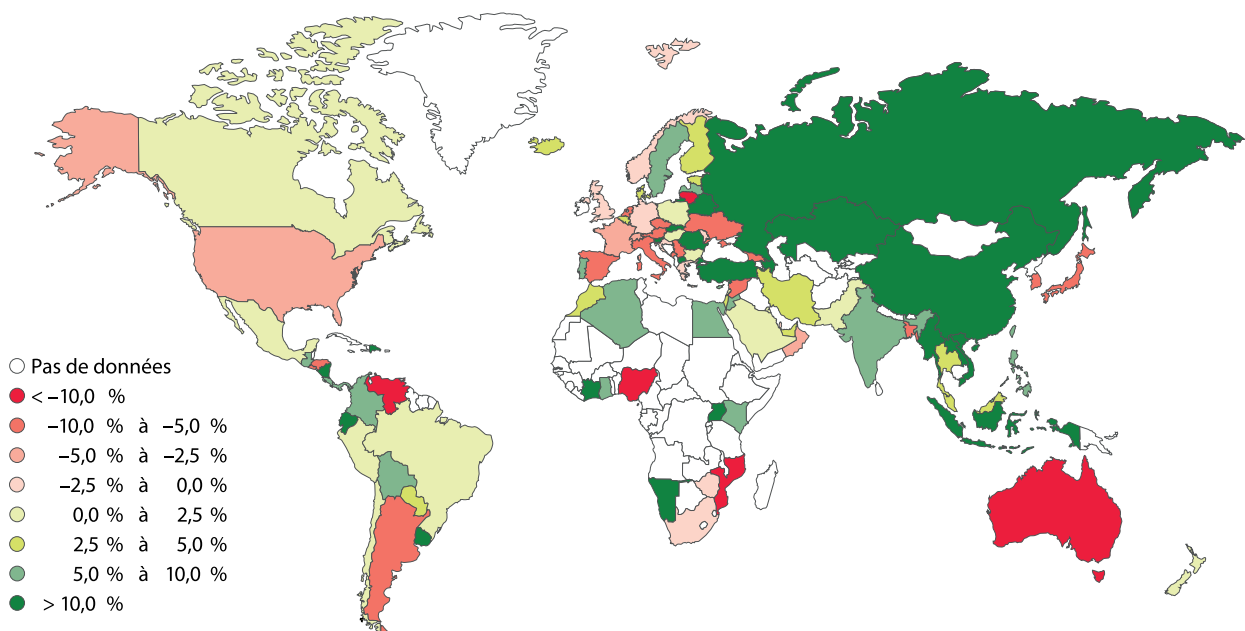 Pas de données
< –10,0 %
–10,0 % à –5,0 %
–5,0 % à –2,5 %
–2,5 % à 0,0 %
0,0 % à 2,5 %
2,5 % à 5,0 %
5,0 % à 10,0 %
> 10,0 %